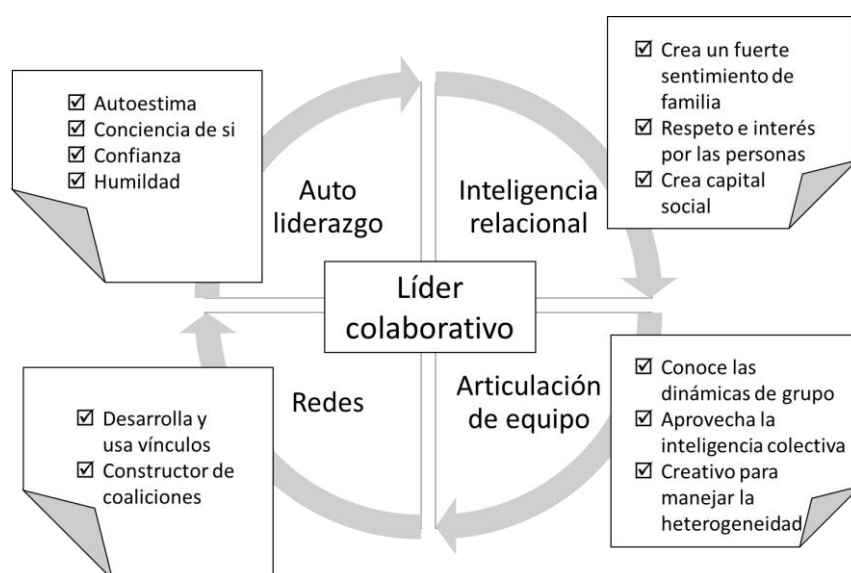 ☑ Autoestima
☑ Conciencia de si
☑ Confianza
☑ Humildad
☑ Crea un fuerte
sentimiento de
familia
☑ Respeto e interés
por las personas
☑ Crea capital
social
Auto
liderazgo
Inteligencia
relacional
Líder
colaborativo
Redes
Articulación
de equipo
☑ Desarrolla y
usa vínculos
☑ Constructor de
coaliciones
☑ Conoce las
dinámicas de grupo
☑ Aprovecha la
inteligencia colectiva
☑ Creativo para
manejar la
heterogeneidad